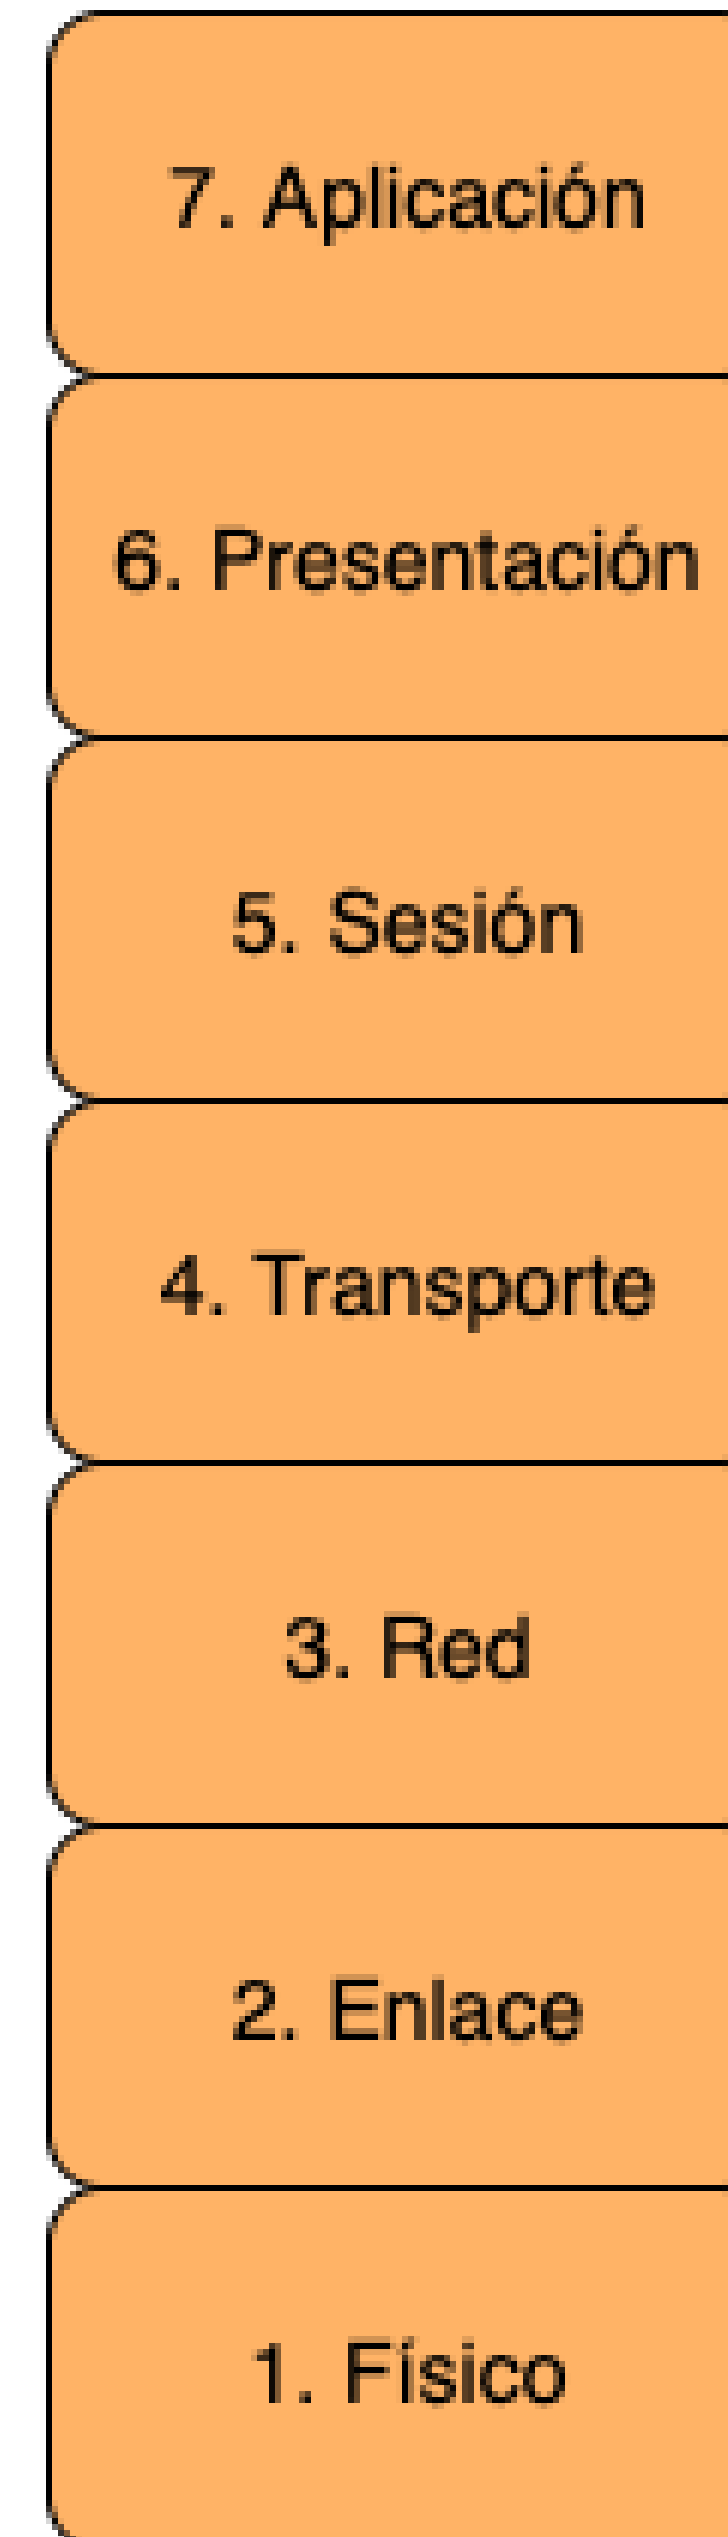 7. Aplicación
6. Presentación
5. Sesión
4. Transporte
3. Red
2. Enlace
1. Físico